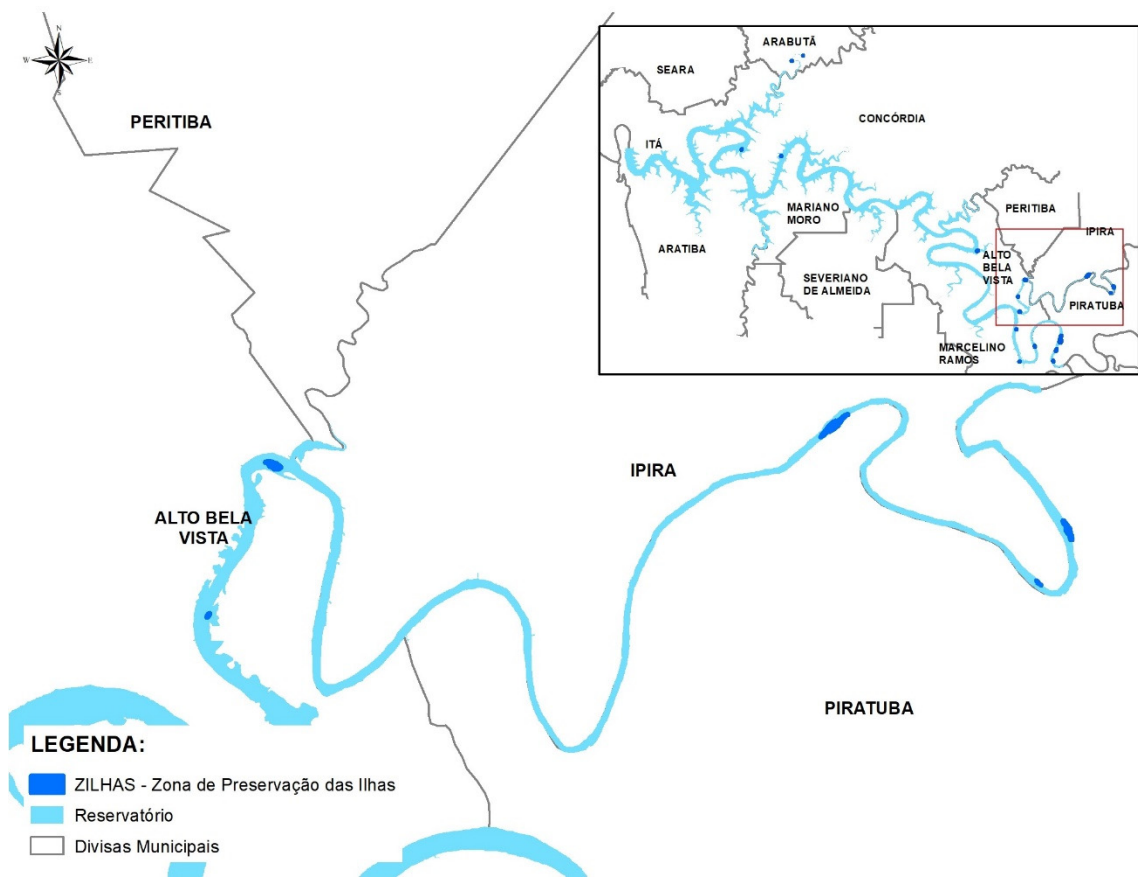 N
W
E
S
PERITIBA
ARABUTÃ
SEARA
CONCÓRDIA
ITÁ
MARIANO
MORO
PERITIBA
IPIRA
ARATIBA
ALTO
BELA
VISTA
SEVERIANO
DE ALMEIDA
PIRATUBA
MARCELINO
RAMOS
IPIRA
ALTO BELA
VISTA
PIRATUBA
LEGENDA:
ZILHAS - Zona de Preservação das Ilhas
Reservatório
Divisas Municipais